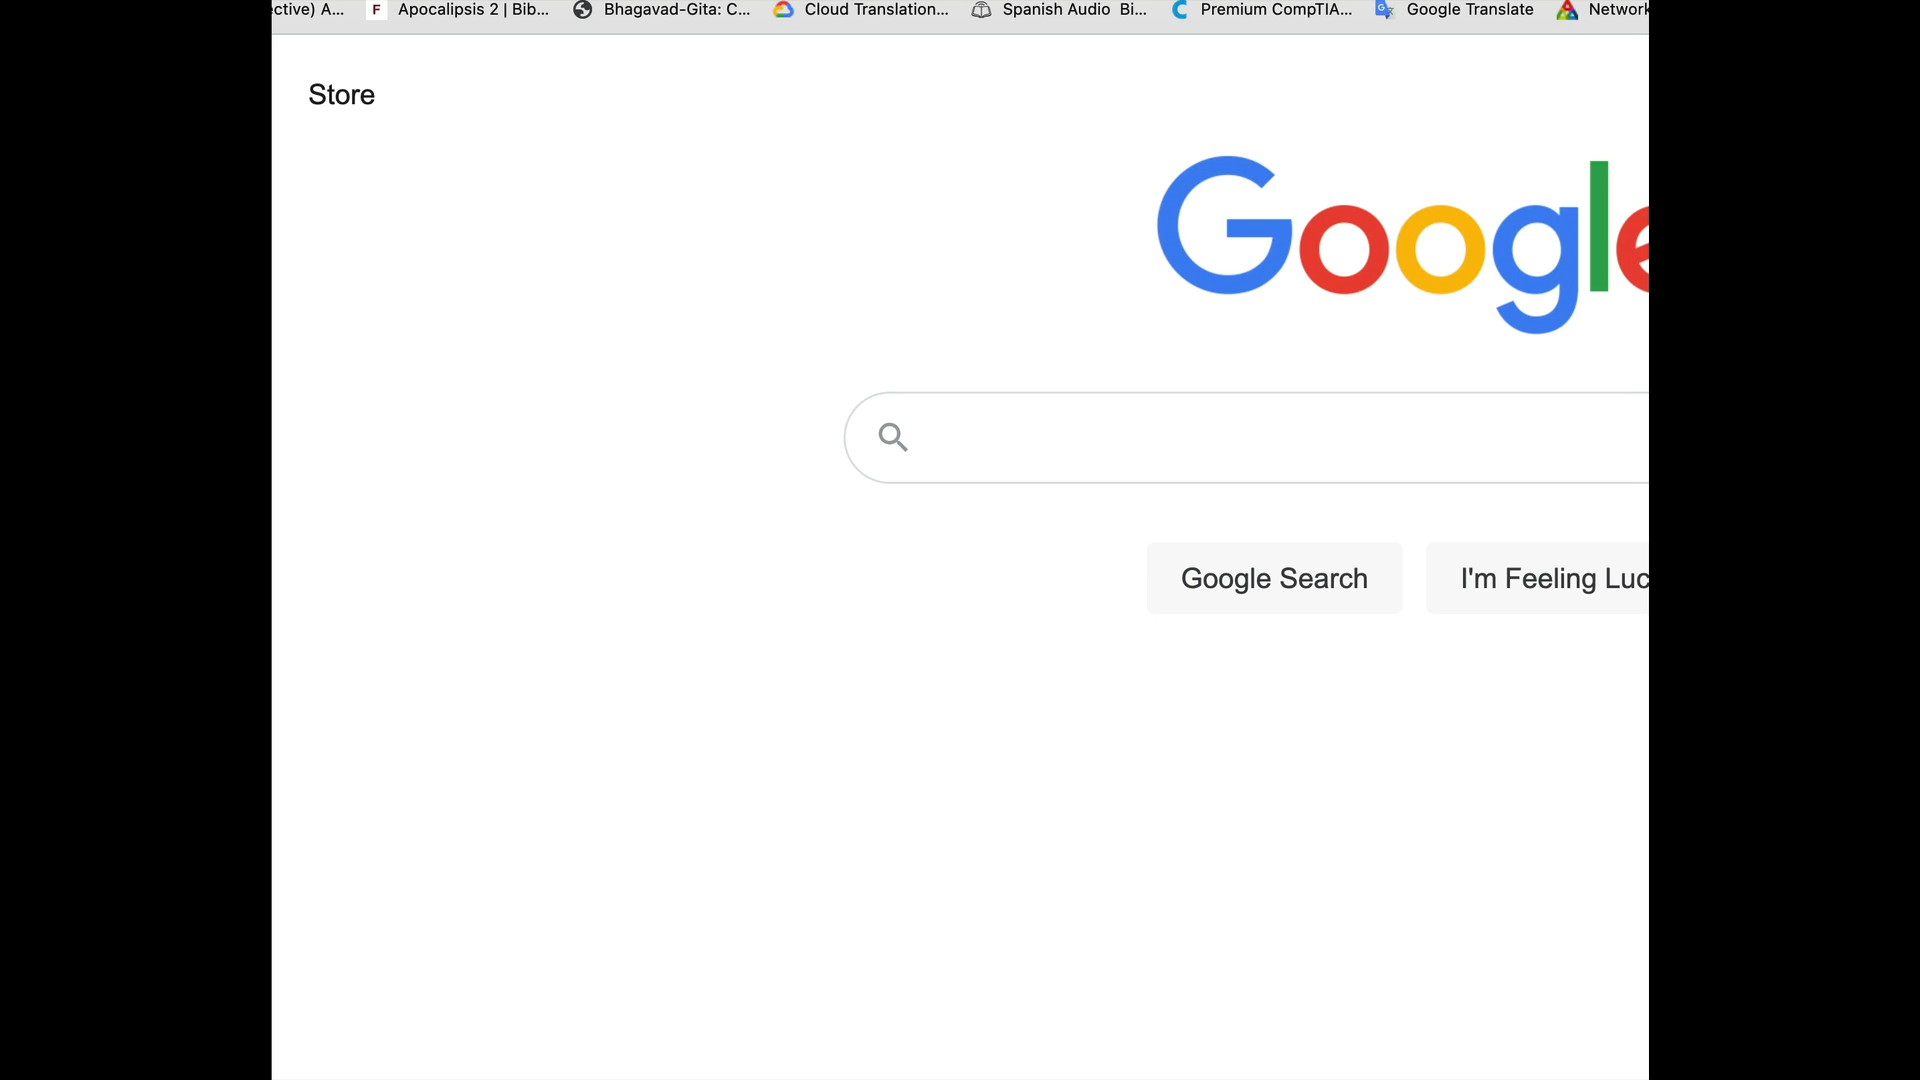 ctive) A... Apocalipsis 2 | Bib... Bhagavad-Gita: C... Cloud Translation... Spanish Audio Bi... Premium CompTIA... Google Translate Network
Store
Google
Google Search I'm Feeling Luc